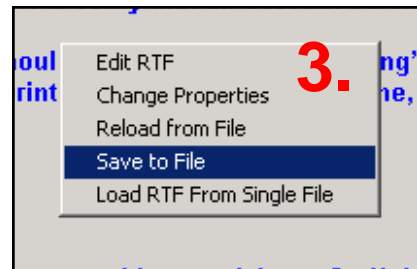 Edit RTF
3.
Change Properties
Reload from File
Save to File
Load RTF From Single File